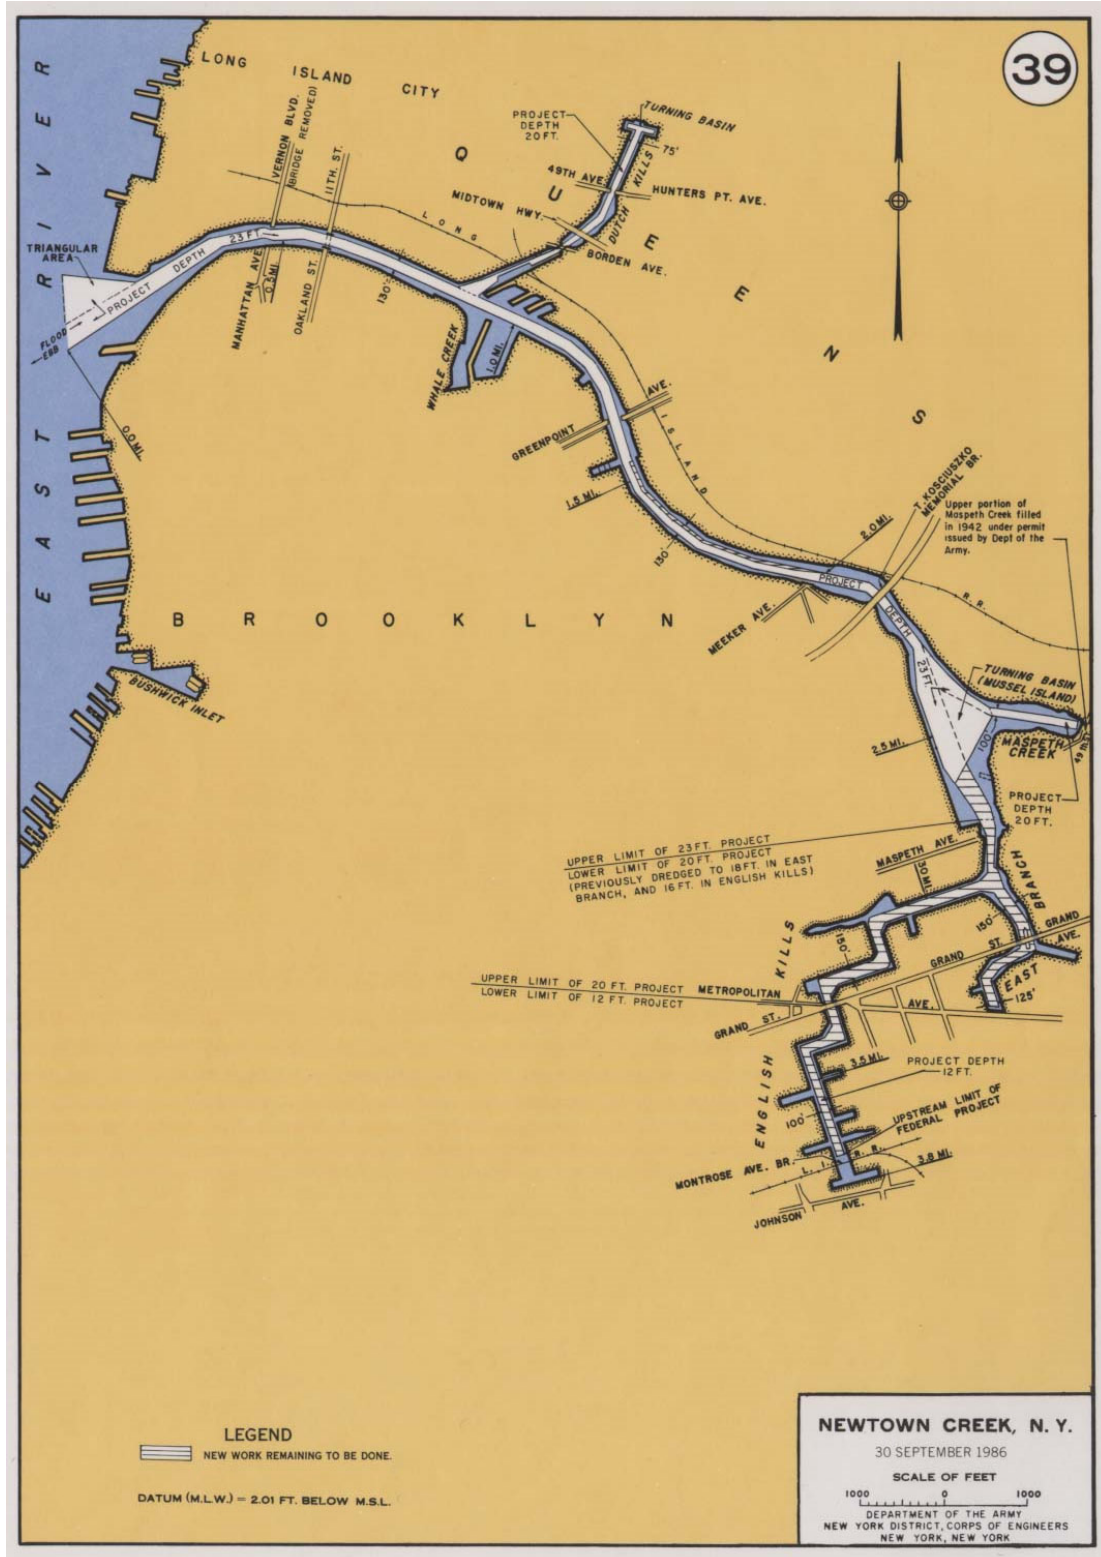 39
LONG ISLAND CITY
EAST RIVER
QUEENS
BROOKLYN
TURNING BASIN
PROJECT
DEPTH
20 FT.
75'
DUTCH KILLS
49TH AVE.
HUNTERS PT. AVE.
MIDTOWN HWY.
BORDEN AVE.
VERNON BLVD.
(BRIDGE REMOVED)
11TH. ST.
TRIANGULAR
AREA
PROJECT DEPTH 23 FT.
FLOOD
EBB
MANHATTAN AVE.
0.5 MI.
OAKLAND ST.
130'
LONG ISLAND R.R.
WHALE CREEK
1.0 MI.
0.0 MI.
GREENPOINT AVE.
1.5 MI.
130'
T. KOSCIUSZKO
MEMORIAL BR.
2.0 MI.
Upper portion of
Maspeth Creek filled
in 1942 under permit
issued by Dept of the
Army.
PROJECT DEPTH 23 FT.
MEEKER AVE.
BUSHWICK INLET
TURNING BASIN
(MUSSEL ISLAND)
2.5 MI.
100'
MASPETH
CREEK
49
PROJECT
DEPTH
20 FT.
UPPER LIMIT OF 23 FT. PROJECT
LOWER LIMIT OF 20 FT. PROJECT
(PREVIOUSLY DREDGED TO 18 FT. IN EAST
BRANCH, AND 16 FT. IN ENGLISH KILLS)
MASPETH AVE.
3.0 MI.
EAST BRANCH
150'
150'
GRAND ST.
GRAND AVE.
125'
UPPER LIMIT OF 20 FT. PROJECT
LOWER LIMIT OF 12 FT. PROJECT
METROPOLITAN AVE.
GRAND ST.
ENGLISH KILLS
3.5 MI.
PROJECT DEPTH
12 FT.
100'
UPSTREAM LIMIT OF
FEDERAL PROJECT
MONTROSE AVE. BR.
L. I. R. R.
3.8 MI.
JOHNSON AVE.
LEGEND
NEW WORK REMAINING TO BE DONE.
DATUM (M.L.W.) = 2.01 FT. BELOW M.S.L.
NEWTOWN CREEK, N. Y.
30 SEPTEMBER 1986
SCALE OF FEET
1000 0 1000
DEPARTMENT OF THE ARMY
NEW YORK DISTRICT, CORPS OF ENGINEERS
NEW YORK, NEW YORK